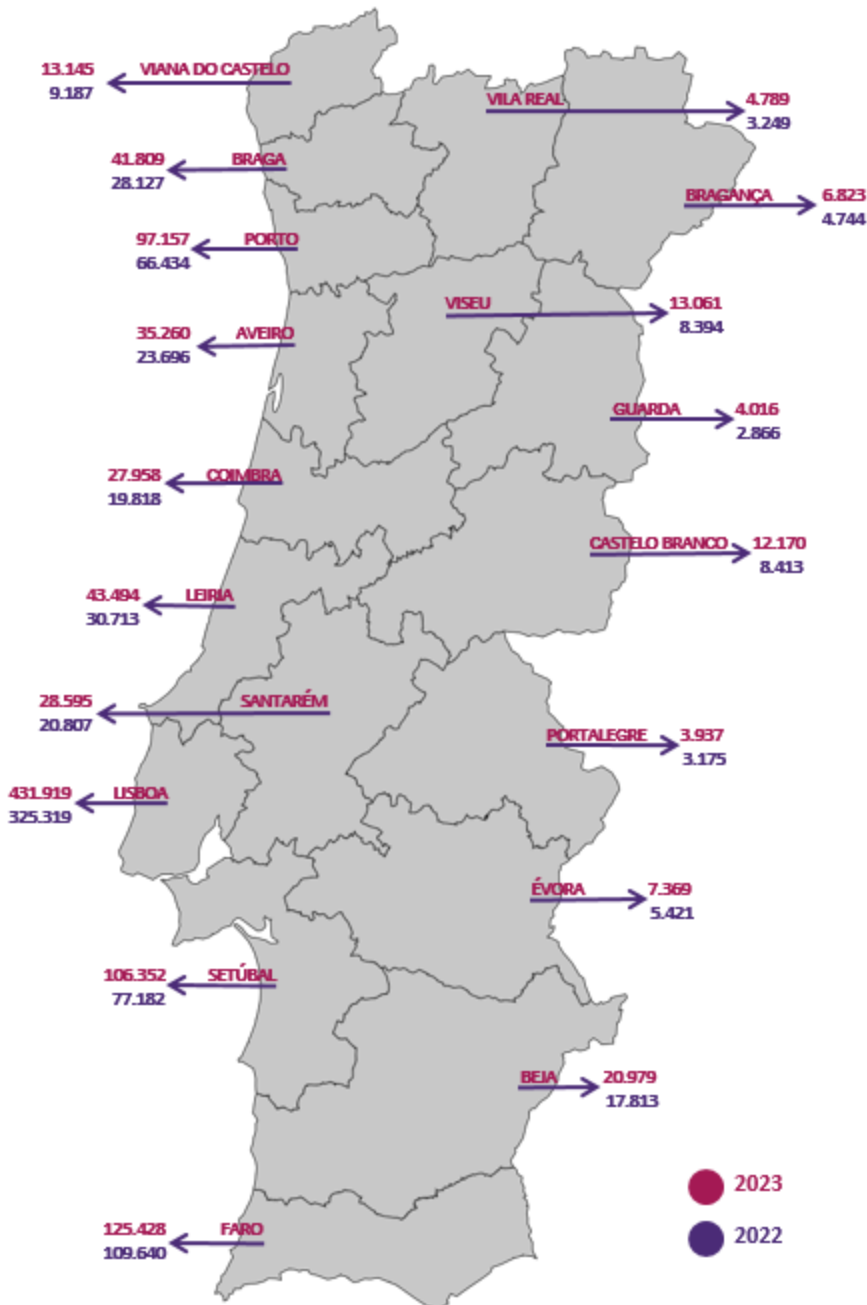 13.145 VIANA DO CASTELO
9.187
VILA REAL 4.789
3.249
41.809 BRAGA
28.127
BRAGANÇA 6.823
4.744
97.157 PORTO
66.434
VISEU 13.061
8.394
35.260 AVEIRO
23.696
GUARDA 4.016
2.866
27.958 COIMBRA
19.818
CASTELO BRANCO 12.170
8.413
43.494 LEIRIA
30.713
28.595 SANTARÉM
20.807
PORTALEGRE 3.937
3.175
431.919 LISBOA
325.319
ÉVORA 7.369
5.421
106.352 SETÚBAL
77.182
BEJA 20.979
17.813
2023
125.428 FARO
109.640
2022